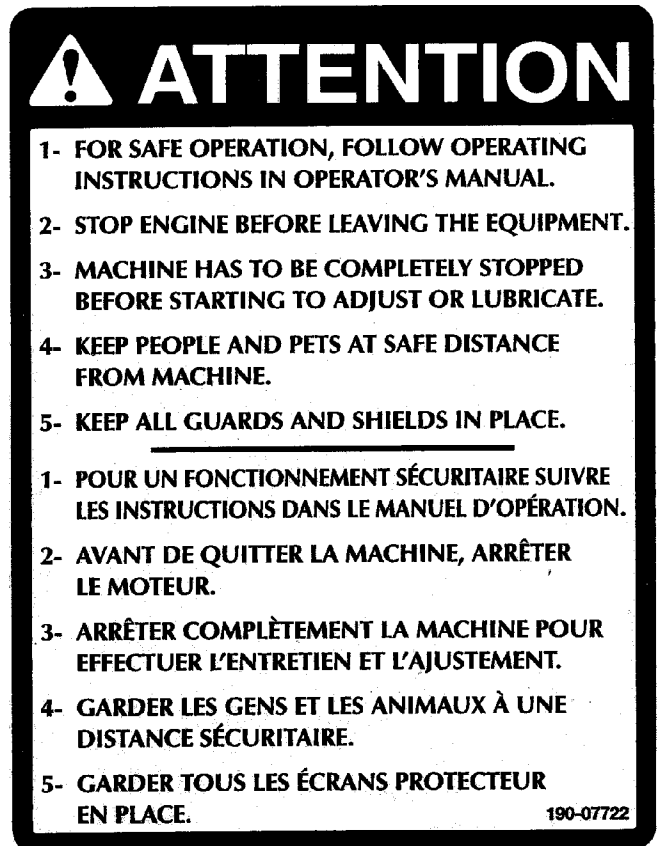 ATTENTION
1- FOR SAFE OPERATION, FOLLOW OPERATING
INSTRUCTIONS IN OPERATOR'S MANUAL.
2- STOP ENGINE BEFORE LEAVING THE EQUIPMENT.
3- MACHINE HAS TO BE COMPLETELY STOPPED
BEFORE STARTING TO ADJUST OR LUBRICATE.
4- KEEP PEOPLE AND PETS AT SAFE DISTANCE
FROM MACHINE.
5- KEEP ALL GUARDS AND SHIELDS IN PLACE.
1- POUR UN FONCTIONNEMENT SÉCURITAIRE SUIVRE
LES INSTRUCTIONS DANS LE MANUEL D'OPÉRATION.
2- AVANT DE QUITTER LA MACHINE, ARRÊTER
LE MOTEUR.
3- ARRÊTER COMPLÈTEMENT LA MACHINE POUR
EFFECTUER L'ENTRETIEN ET L'AJUSTEMENT.
4- GARDER LES GENS ET LES ANIMAUX À UNE
DISTANCE SÉCURITAIRE.
5- GARDER TOUS LES ÉCRANS PROTECTEUR
EN PLACE. 190-07722